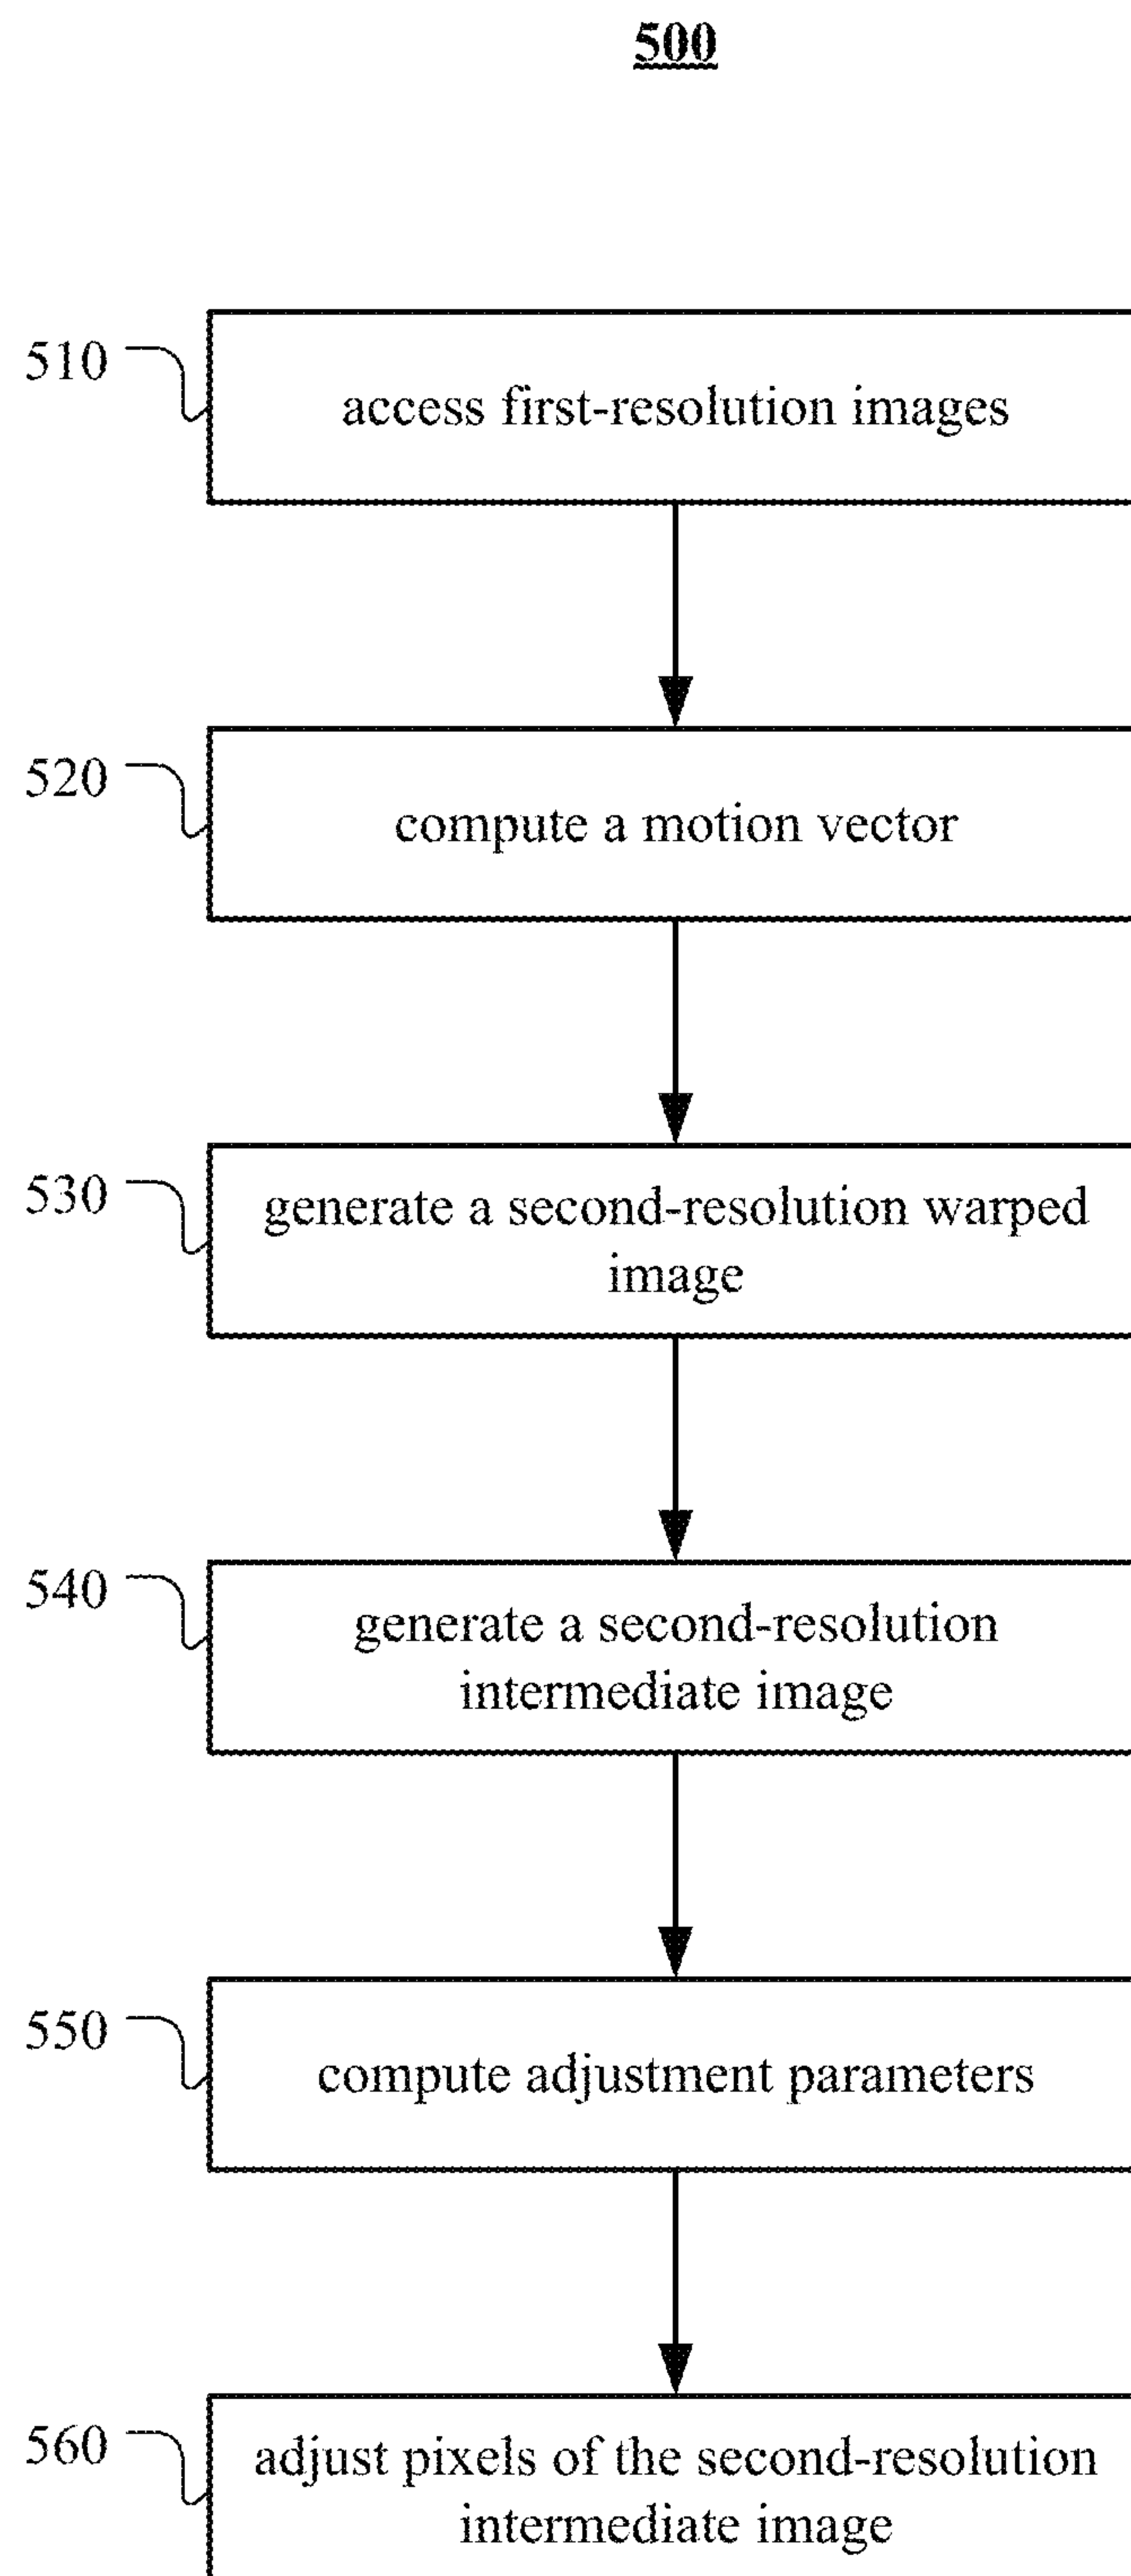 500
510
access first-resolution images
520
compute a motion vector
530
generate a second-resolution warped
image
540
generate a second-resolution
intermediate image
550
compute adjustment parameters
560
adjust pixels of the second-resolution
intermediate image